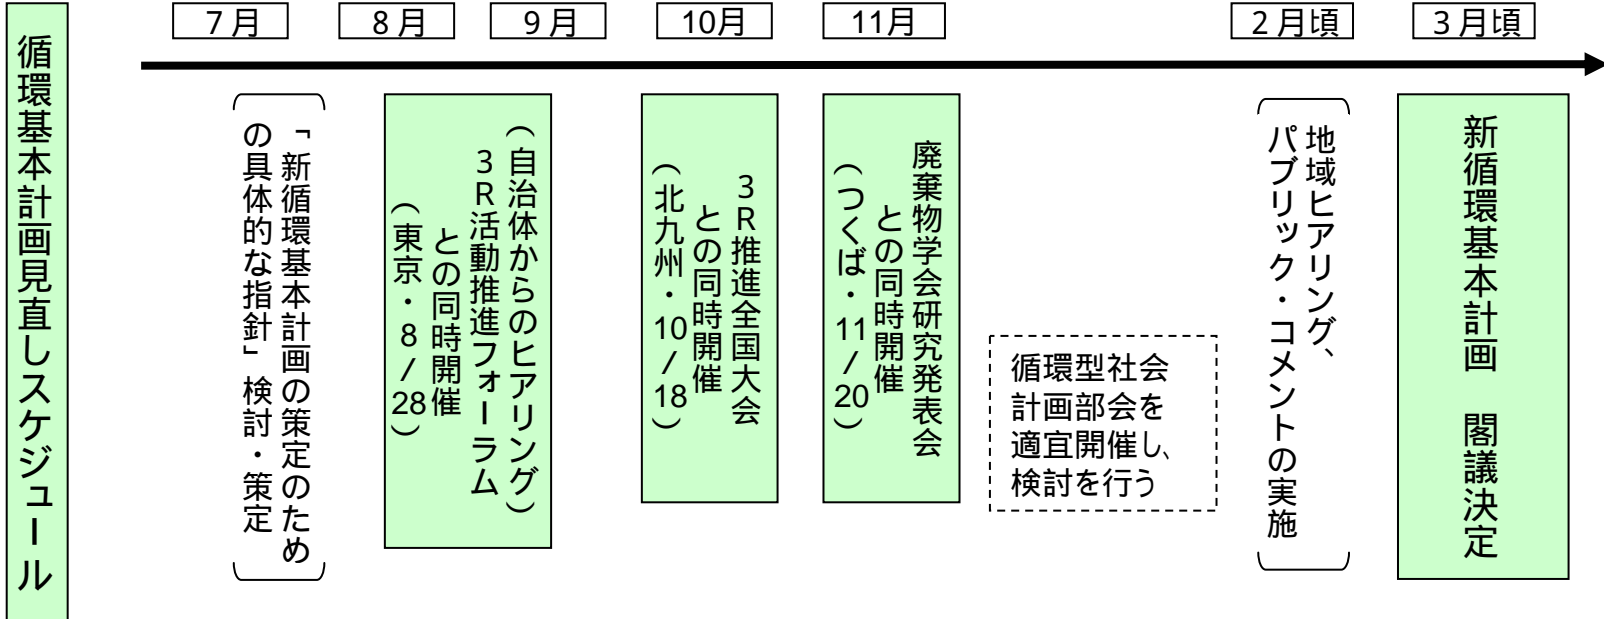 循環基本計画見直しスケジュール
7月
8月
9月
10月
11月
2月頃
3月頃
「新循環基本計画の策定のため
の具体的な指針」検討・策定
(自治体からのヒアリング)
3R活動推進フォーラム
との同時開催
(東京・8/28)
3R推進全国大会
との同時開催
(北九州・10/18)
廃棄物学会研究発表会
との同時開催
(つくば・11/20)
循環型社会
計画部会を
適宜開催し、
検討を行う
地域ヒアリング、
パブリック・コメントの実施
新循環基本計画 閣議決定